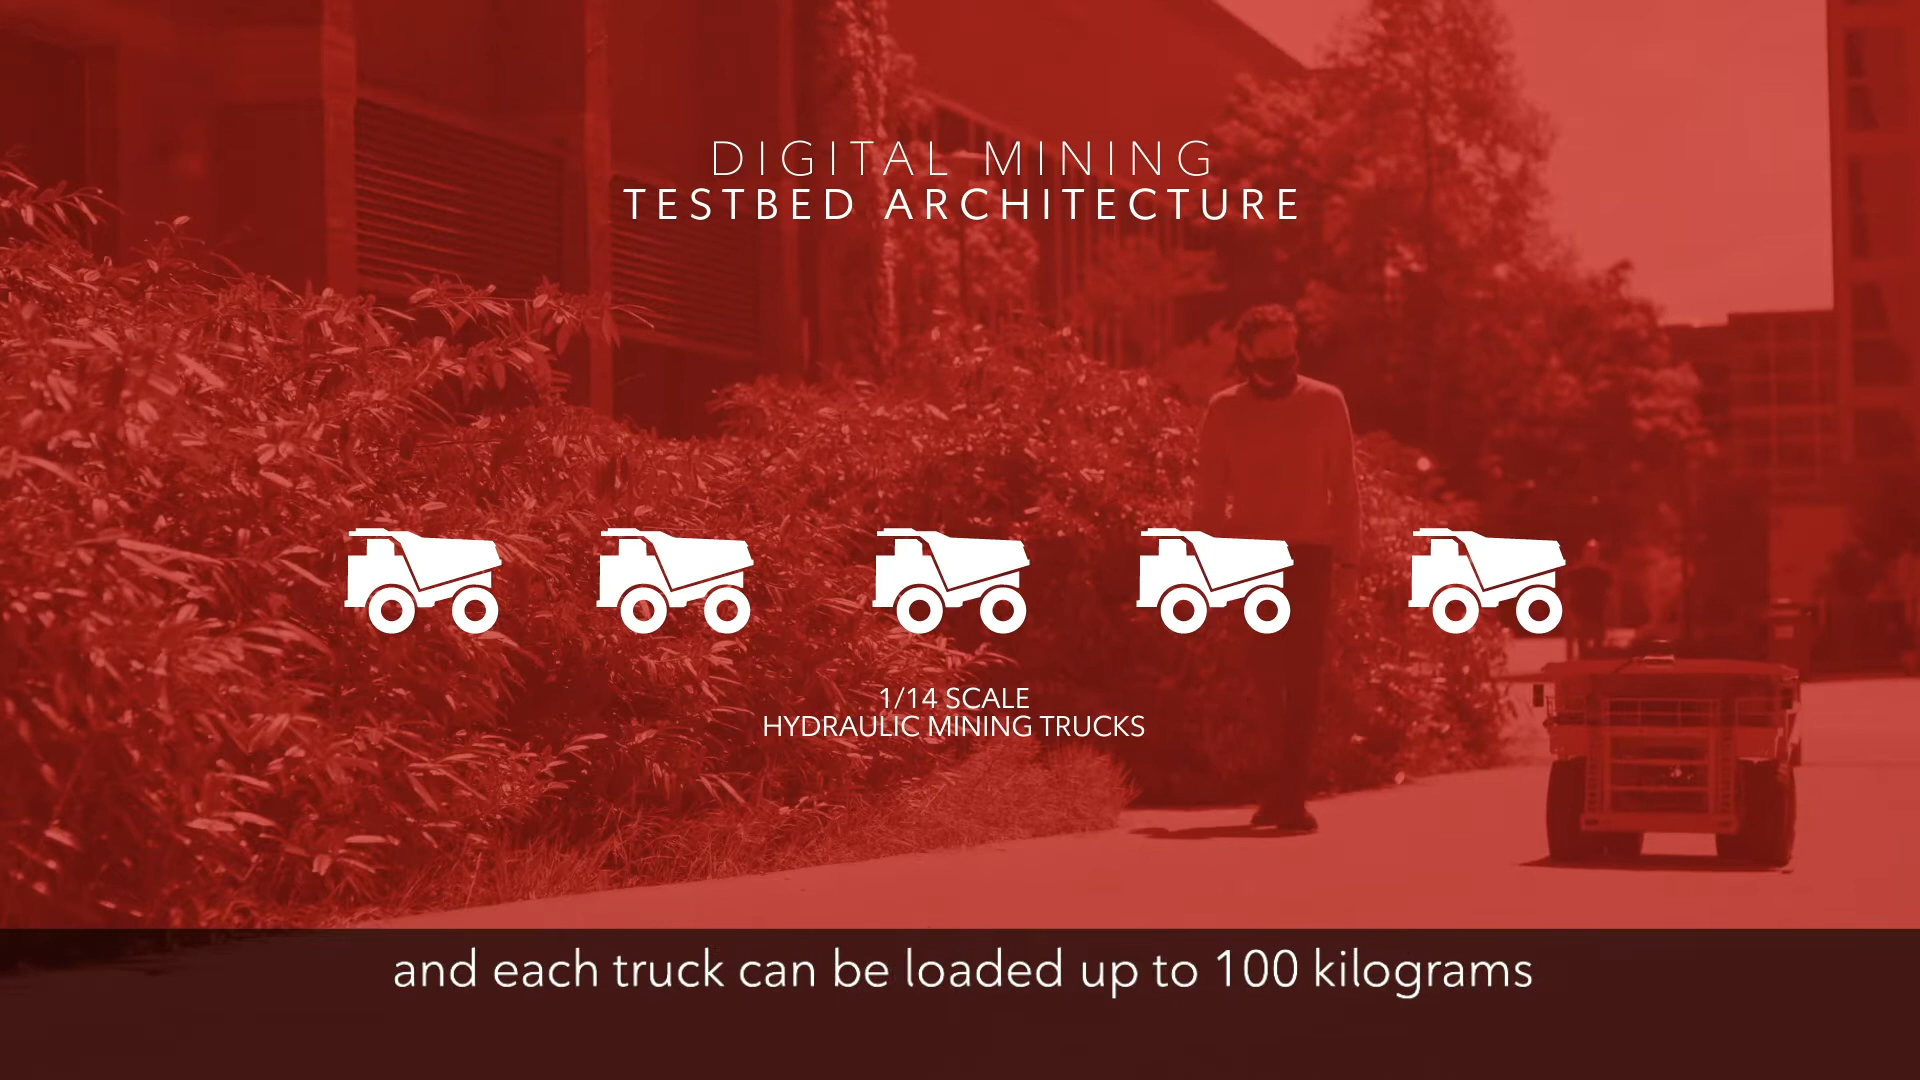 DIGITAL MINING
TESTBED ARCHITECTURE
1/14 SCALE
HYDRAULIC MINING TRUCKS
and each truck can be loaded up to 100 kilograms